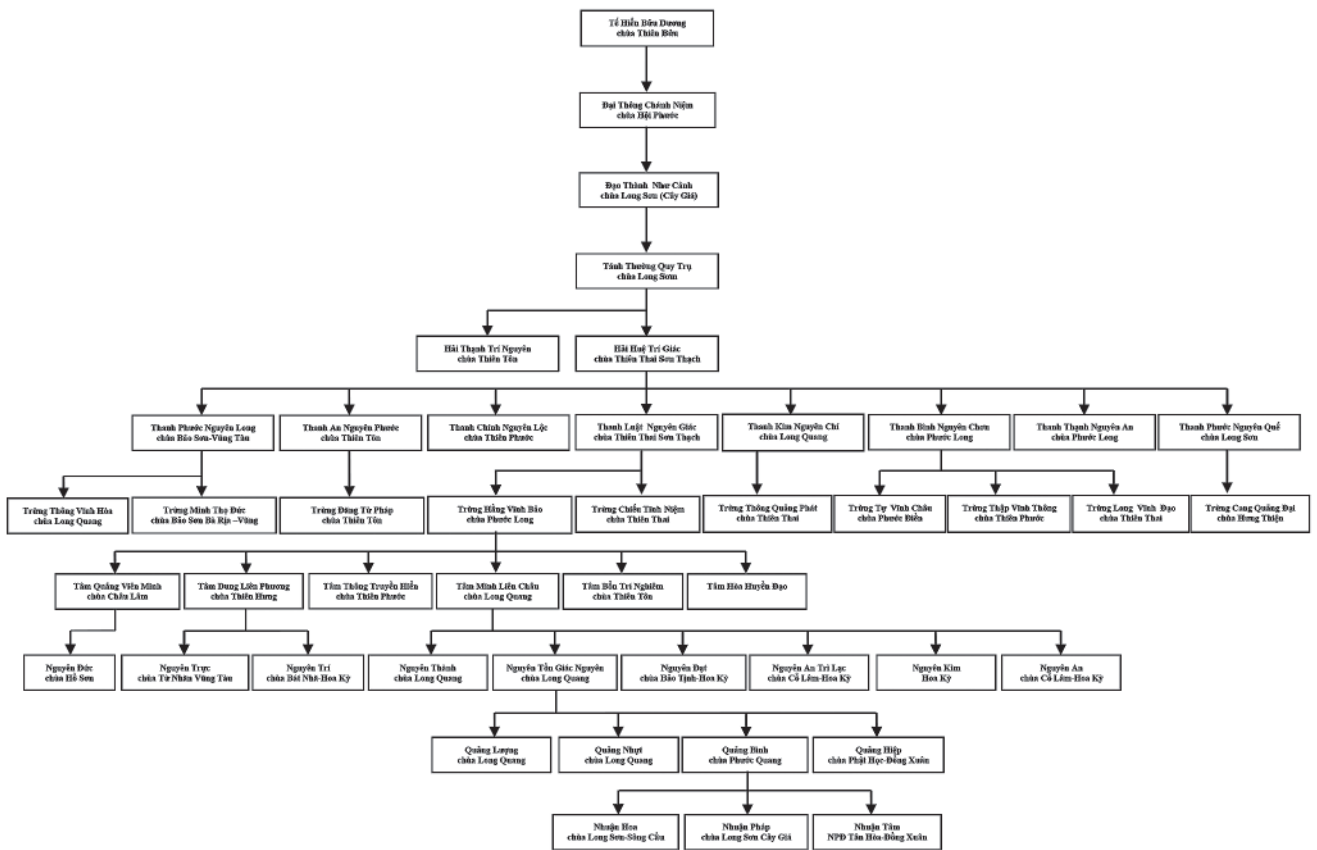 Tế Hiển Bửu Dương
chùa Thiên Bửu
Đại Thông Chánh Niệm
chùa Hội Phước
Đạo Thành Như Cảnh
chùa Long Sơn (Cây Giá)
Tánh Thường Quy Trụ
chùa Long Sơn
Hải Thạnh Trí Nguyên
chùa Thiên Tôn
Hải Huệ Trí Giác
chùa Thiên Thai Sơn Thạch
Thanh Phước Nguyên Long
chùa Bảo Sơn-Vũng Tàu
Thanh An Nguyên Phước
chùa Thiên Tôn
Thanh Chính Nguyên Lộc
chùa Thiên Phước
Thanh Luật Nguyên Giác
chùa Thiên Thai Sơn Thạch
Thanh Kim Nguyên Chí
chùa Long Quang
Thanh Bình Nguyên Chơn
chùa Phước Long
Thanh Thạnh Nguyên An
chùa Phước Long
Thanh Phước Nguyên Quế
chùa Long Sơn
Trừng Thông Vĩnh Hòa
chùa Long Quang
Trừng Minh Thọ Đức
chùa Bảo Sơn Bà Rịa –Vũng
Trừng Đăng Từ Pháp
chùa Thiên Tôn
Trừng Hằng Vĩnh Bảo
chùa Phước Long
Trừng Chiếu Tính Niệm
chùa Thiên Thai
Trừng Thông Quảng Phát
chùa Thiên Thai
Trừng Tự Vĩnh Châu
chùa Phước Điền
Trừng Thập Vĩnh Thông
chùa Thiên Phước
Trừng Long Vĩnh Đạo
chùa Thiên Thai
Trừng Cang Quảng Đại
chùa Hưng Thiện
Tâm Quảng Viên Minh
chùa Châu Lâm
Tâm Dung Liên Phương
chùa Thiên Hưng
Tâm Thông Truyền Hiển
chùa Thiên Phước
Tâm Minh Liên Châu
chùa Long Quang
Tâm Bổn Trí Nghiêm
chùa Thiên Tôn
Tâm Hòa Huyền Đạo
Nguyên Đức
chùa Hồ Sơn
Nguyên Trực
chùa Từ Nhãn Vũng Tàu
Nguyên Trí
chùa Bát Nhã-Hoa Kỳ
Nguyên Thành
chùa Long Quang
Nguyên Tồn Giác Nguyên
chùa Long Quang
Nguyên Đạt
chùa Bảo Tịnh-Hoa Kỳ
Nguyên An Trì Lạc
chùa Cổ Lâm-Hoa Kỳ
Nguyên Kim
Hoa Kỳ
Nguyên An
chùa Cổ Lâm-Hoa Kỳ
Quảng Lượng
chùa Long Quang
Quảng Nhựt
chùa Long Quang
Quảng Bình
chùa Phước Quang
Quảng Hiệp
chùa Phật Học-Đồng Xuân
Nhuận Hoa
chùa Long Sơn-Sông Cầu
Nhuận Pháp
chùa Long Sơn Cây Giá
Nhuận Tâm
NPĐ Tân Hòa-Đồng Xuân